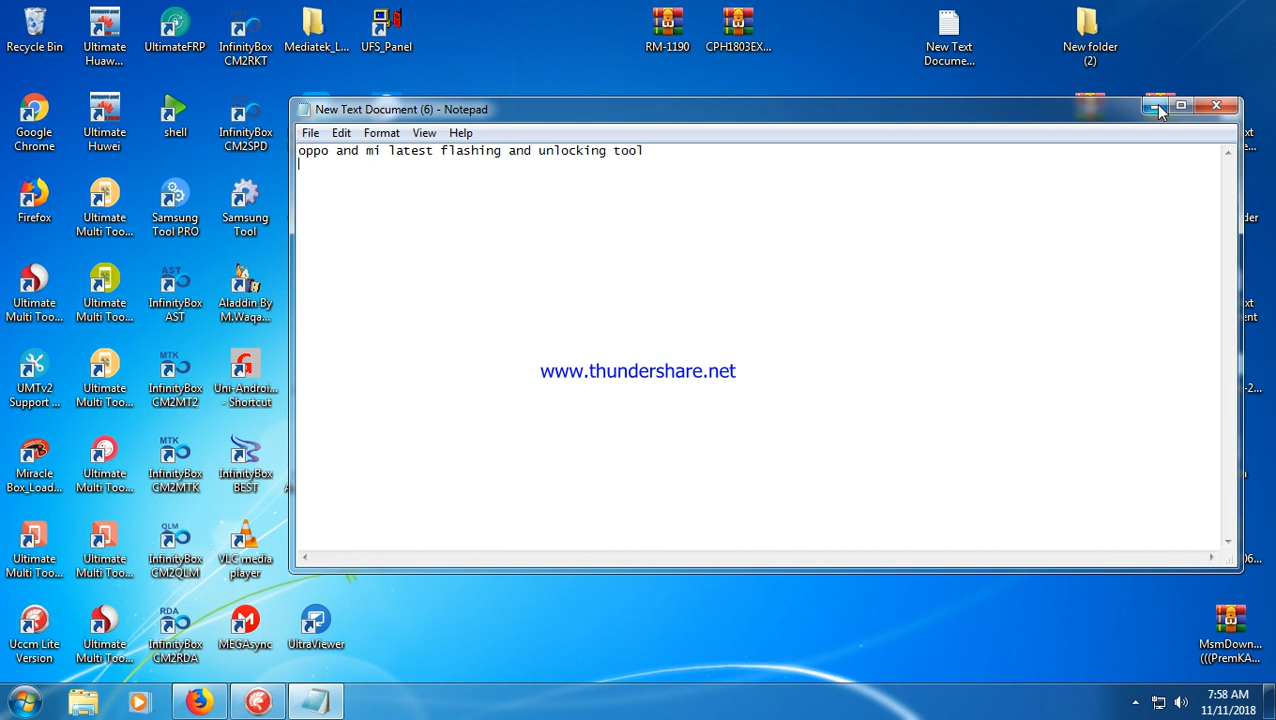 Recycle Bin
Ultimate
Huaw...
UltimateFRP
InfinityBox
CM2RKT
Mediatek_L...
UFS_Panel
RM-1190
CPH1803EX...
New Text
Docume...
New folder
(2)
New Text Document (6) - Notepad
File Edit Format View Help
oppo and mi latest flashing and unlocking tool
www.thundershare.net
Google
Chrome
Ultimate
Huwei
shell
InfinityBox
CM2SPD
Firefox
Ultimate
Multi Too...
Samsung
Tool PRO
Samsung
Tool
Ultimate
Multi Too...
Ultimate
Multi Too...
AST
InfinityBox
AST
Aladdin By
M.Waqa...
UMTv2
Support ...
Ultimate
Multi Too...
MTK
InfinityBox
CM2MT2
Uni-Androi...
- Shortcut
Miracle
Box_Load...
Ultimate
Multi Too...
MTK
InfinityBox
CM2MTK
InfinityBox
BEST
Ultimate
Multi Too...
Ultimate
Multi Too...
QLM
InfinityBox
CM2QLM
VLC media
player
Uccm Lite
Version
Ultimate
Multi Too...
RDA
InfinityBox
CM2RDA
MEGAsync
UltraViewer
MsmDown...
(((PremKA...
7:58 AM
11/11/2018